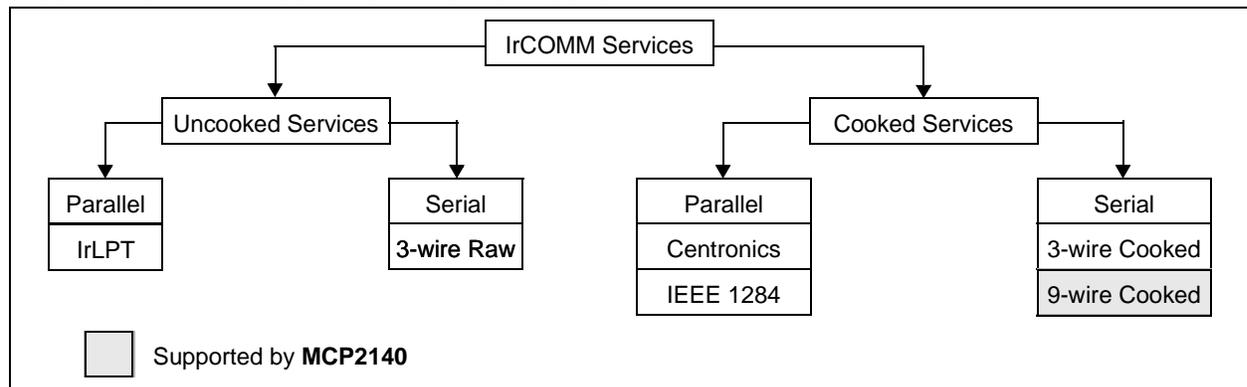 IrCOMM Services
Uncooked Services
Cooked Services
Parallel
IrLPT
Serial
3-wire Raw
Parallel
Centronics
IEEE 1284
Serial
3-wire Cooked
9-wire Cooked
Supported by MCP2140